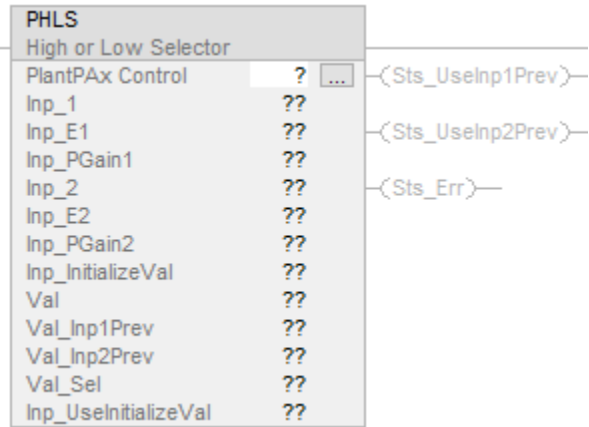 PHLS
High or Low Selector
PlantPAx Control ? ... (Sts_UseInp1Prev)
Inp_1 ??
Inp_E1 ?? (Sts_UseInp2Prev)
Inp_PGain1 ??
Inp_2 ?? (Sts_Err)
Inp_E2 ??
Inp_PGain2 ??
Inp_InitializeVal ??
Val ??
Val_Inp1Prev ??
Val_Inp2Prev ??
Val_Sel ??
Inp_UseInitializeVal ??